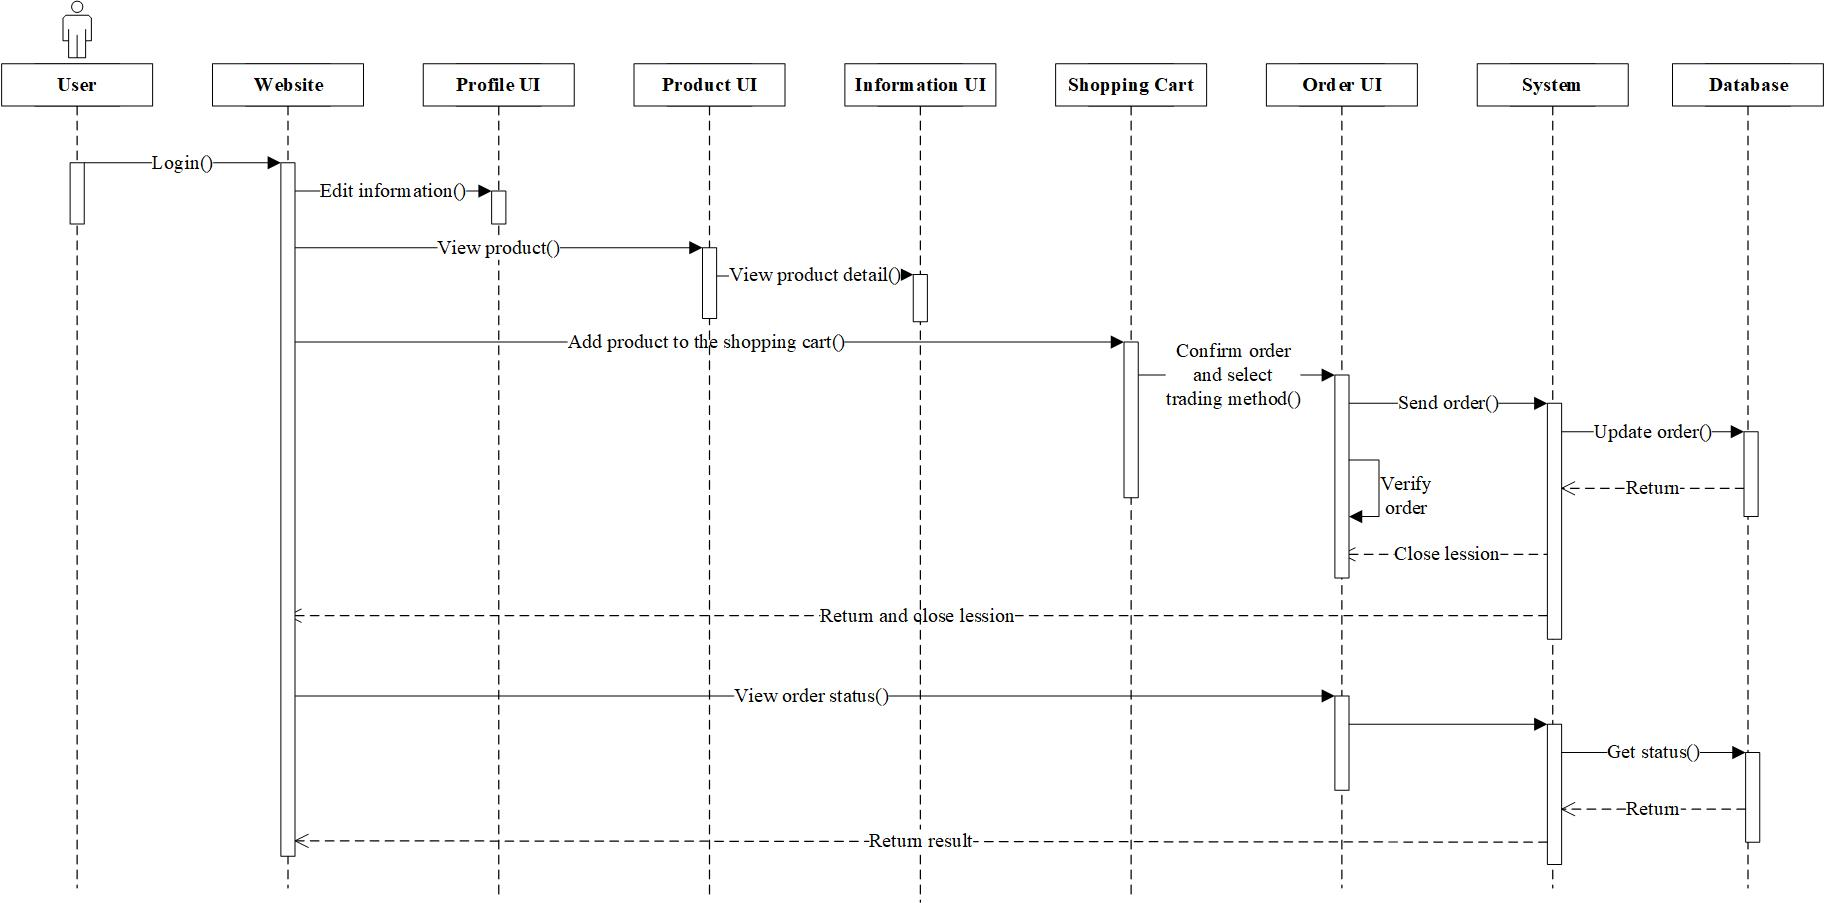 User
Website
Profile UI
Product UI
Information UI
Shopping Cart
Order UI
System
Database
Login()
Edit information()
View product()
View product detail()
Add product to the shopping cart()
Confirm order
and select
trading method()
Send order()
Update order()
Verify
order
Return
Close lession
Return and close lession
View order status()
Get status()
Return
Return result